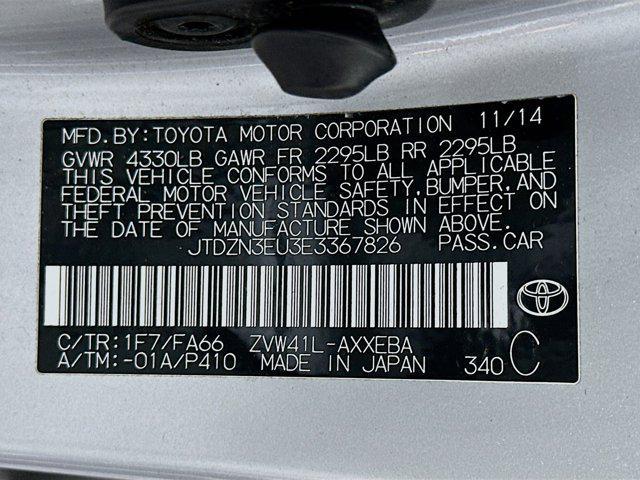 MFD.BY:TOYOTA MOTOR CORPORATION 11/14
GVWR 4330LB GAWR FR 2295LB RR 2295LB
THIS VEHICLE CONFORMS TO ALL APPLICABLE
FEDERAL MOTOR VEHICLE SAFETY,BUMPER,AND
THEFT PREVENTION STANDARDS IN EFFECT ON
THE DATE OF MANUFACTURE SHOWN ABOVE.
JTDZN3EU3E3367826 PASS.CAR
C/TR:1F7/FA66 ZVW41L-AXXEBA
A/TM:-01A/P410 MADE IN JAPAN 340 C